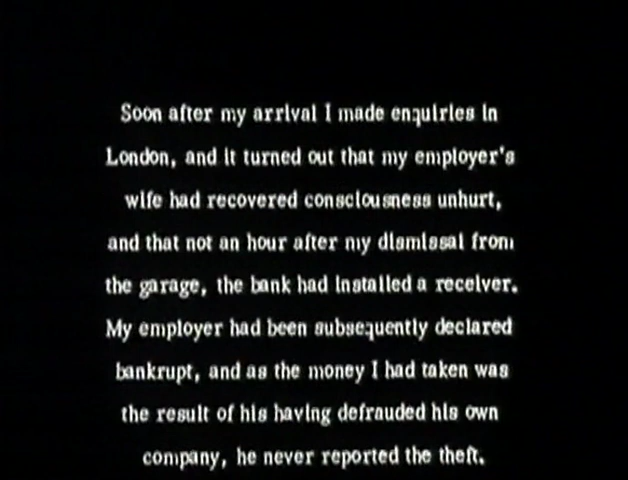 Soon after my arrival I made enquiries in
London, and it turned out that my employer's
wife had recovered consciousness unhurt,
and that not an hour after my dismissal from
the garage, the bank had installed a receiver.
My employer had been subsequently declared
bankrupt, and as the money I had taken was
the result of his having defrauded his own
company, he never reported the theft.